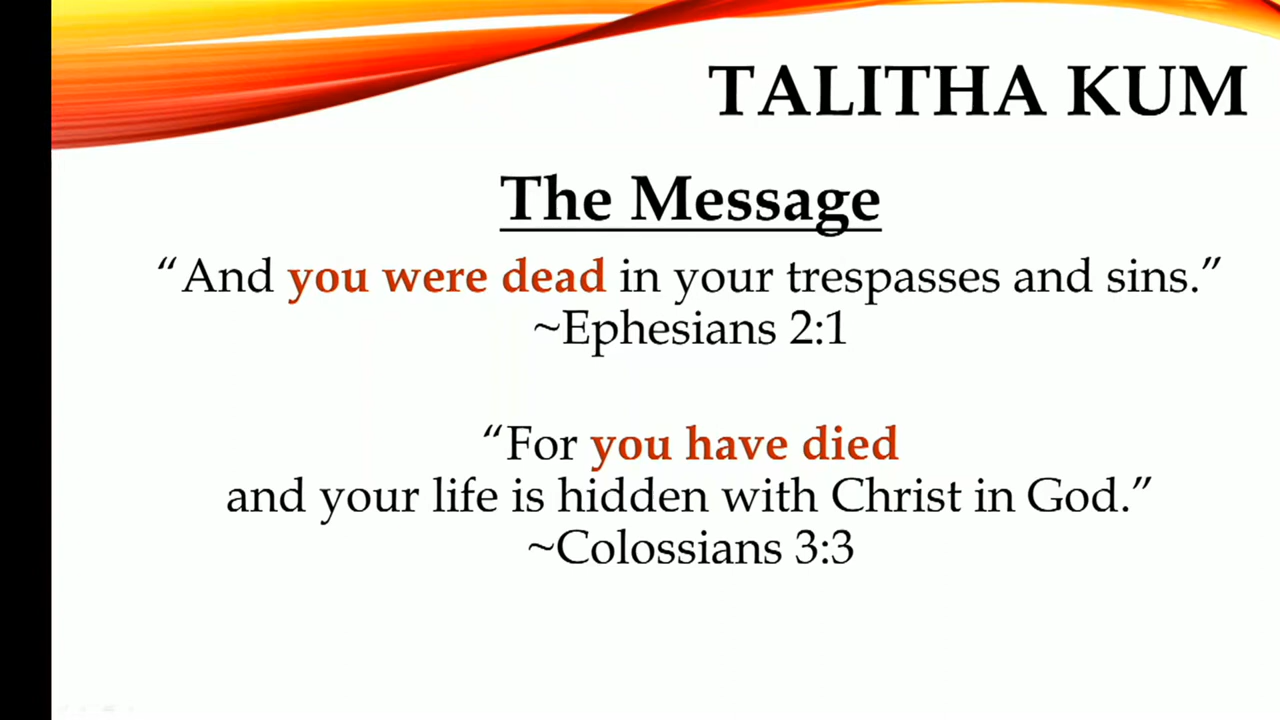 TALITHA KUM
The Message
“And you were dead in your trespasses and sins.”
~Ephesians 2:1
“For you have died
and your life is hidden with Christ in God.”
~Colossians 3:3